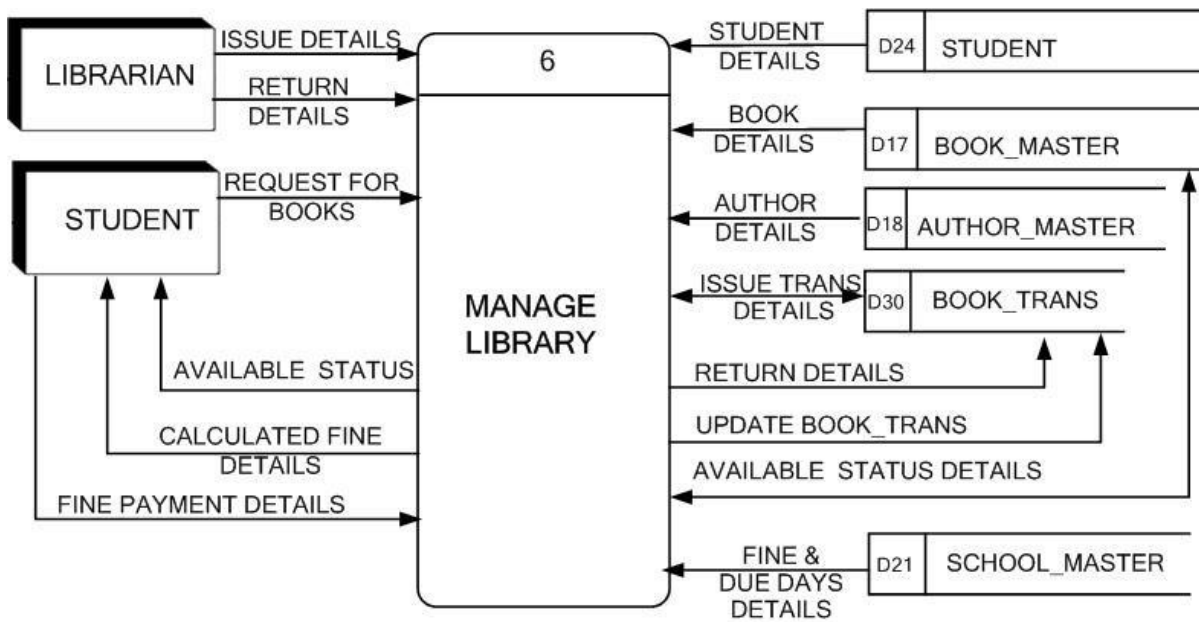 LIBRARIAN
ISSUE DETAILS
RETURN
DETAILS
STUDENT
REQUEST FOR
BOOKS
AVAILABLE STATUS
CALCULATED FINE
DETAILS
FINE PAYMENT DETAILS
6
MANAGE
LIBRARY
STUDENT
DETAILS
D24 STUDENT
BOOK
DETAILS
D17 BOOK_MASTER
AUTHOR
DETAILS
D18 AUTHOR_MASTER
ISSUE TRANS
DETAILS
D30 BOOK_TRANS
RETURN DETAILS
UPDATE BOOK_TRANS
AVAILABLE STATUS DETAILS
FINE &
DUE DAYS
DETAILS
D21 SCHOOL_MASTER